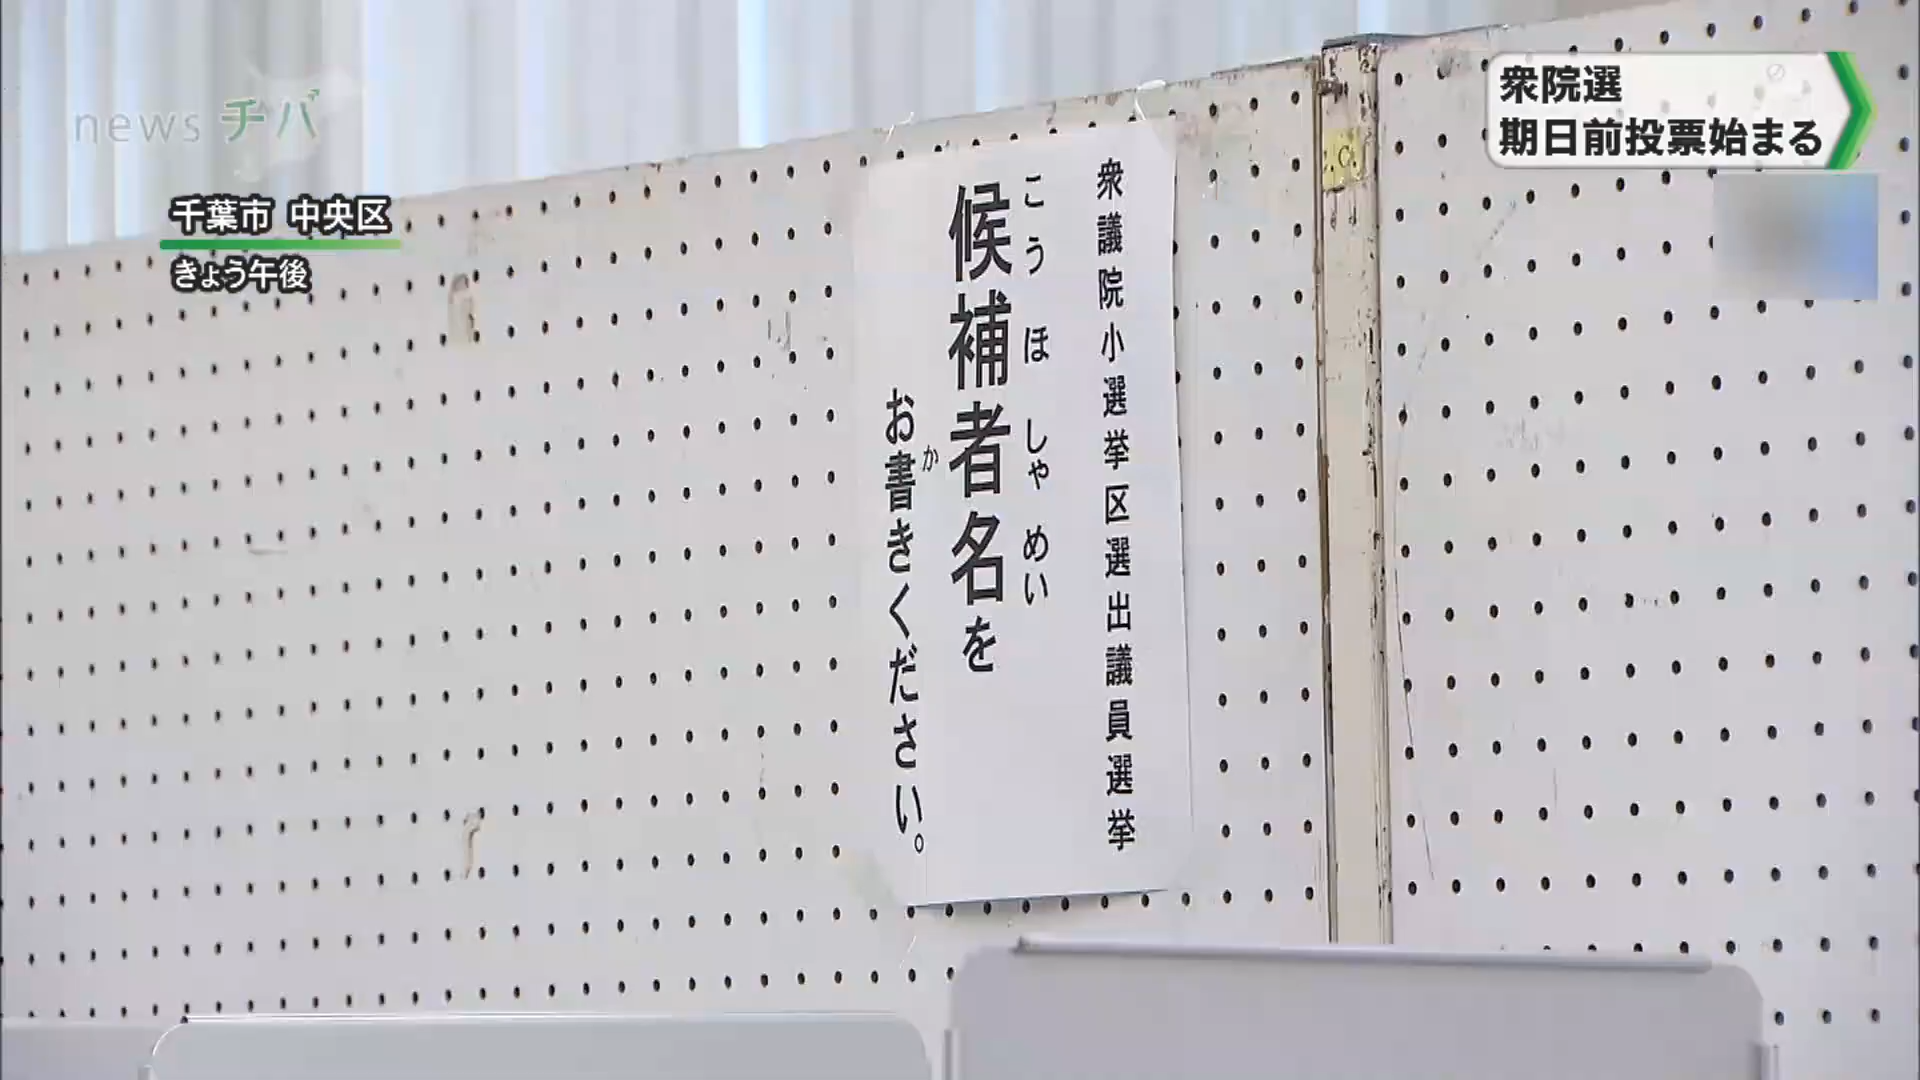 news チバ
衆院選
期日前投票始まる
千葉市 中央区
きょう午後
衆議院小選挙区選出議員選挙
こうほしゃめい
候補者名を
か
お書きください。